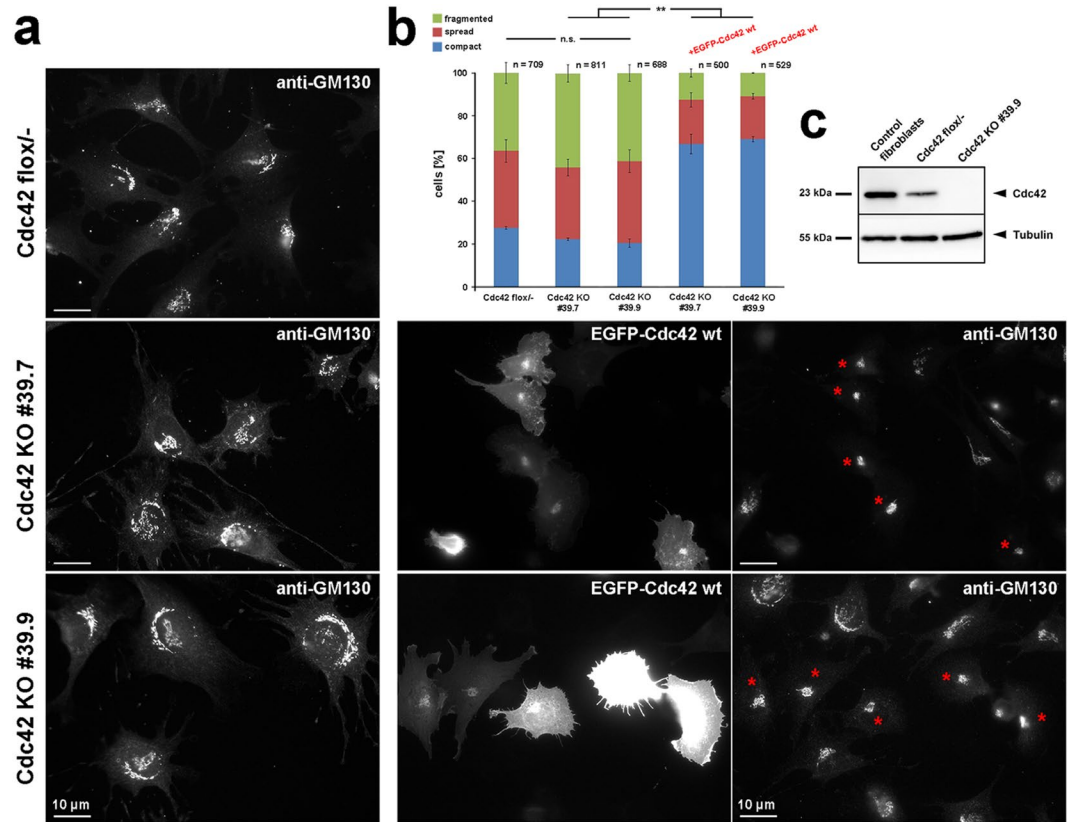 a
Cdc42 flox/-
anti-GM130
Cdc42 KO #39.7
anti-GM130
Cdc42 KO #39.9
anti-GM130
10 µm
b
fragmented
spread
compact
**
n.s.
+EGFP-Cdc42 wt
+EGFP-Cdc42 wt
n = 709
n = 811
n = 688
n = 500
n = 529
cells [%]
100
80
60
40
20
0
Cdc42 flox/-
Cdc42 KO
#39.7
Cdc42 KO
#39.9
Cdc42 KO
#39.7
Cdc42 KO
#39.9
c
Control
fibroblasts
Cdc42 flox/-
Cdc42 KO #39.9
23 kDa
Cdc42
55 kDa
Tubulin
EGFP-Cdc42 wt
anti-GM130
*
*
*
*
*
EGFP-Cdc42 wt
anti-GM130
*
*
*
*
*
10 µm